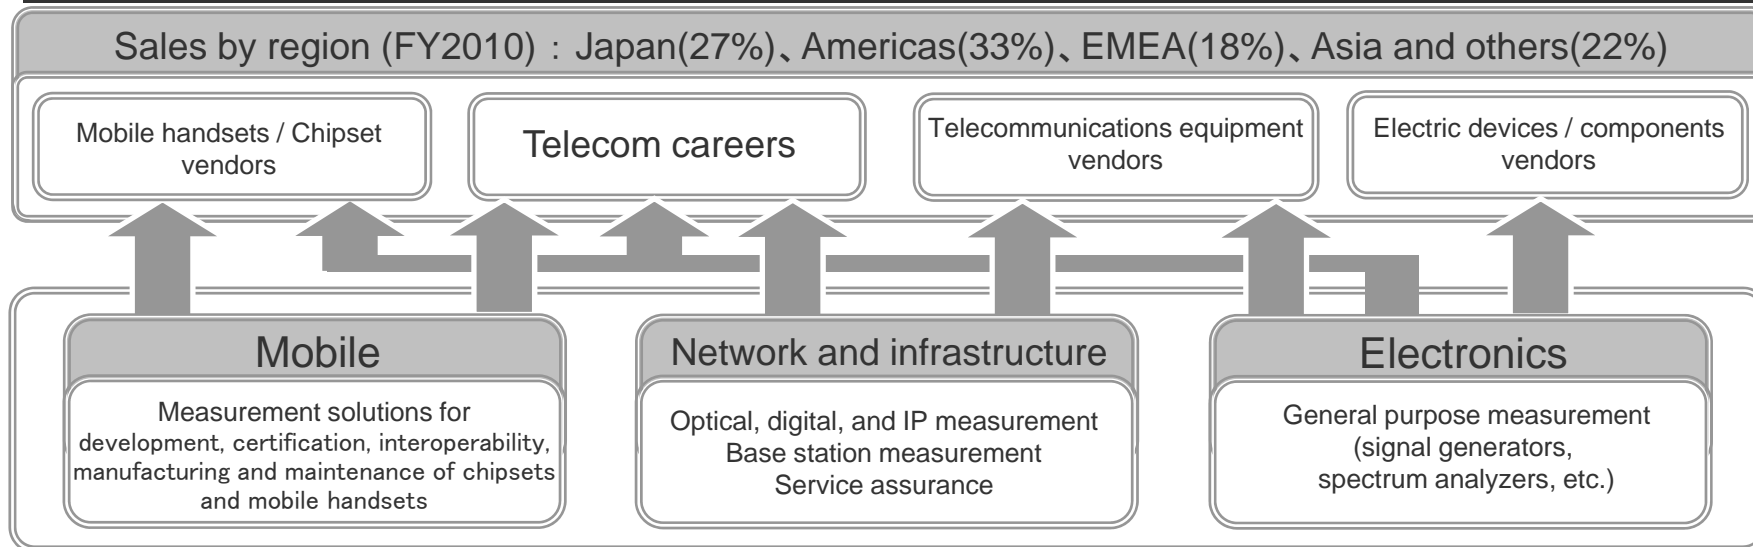 Sales by region (FY2010)：Japan(27%)、Americas(33%)、EMEA(18%)、Asia and others(22%)
Mobile handsets / Chipset
vendors
Telecom careers
Telecommunications equipment
vendors
Electric devices / components
vendors
Mobile
Measurement solutions for
development, certification, interoperability,
manufacturing and maintenance of chipsets
and mobile handsets
Network and infrastructure
Optical, digital, and IP measurement
Base station measurement
Service assurance
Electronics
General purpose measurement
(signal generators,
spectrum analyzers, etc.)